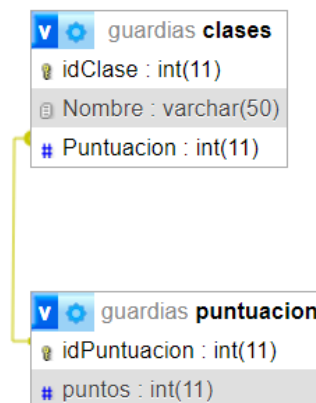 v guardias clases
idClase : int(11)
Nombre : varchar(50)
# Puntuacion : int(11)
v guardias puntuacion
idPuntuacion : int(11)
# puntos : int(11)